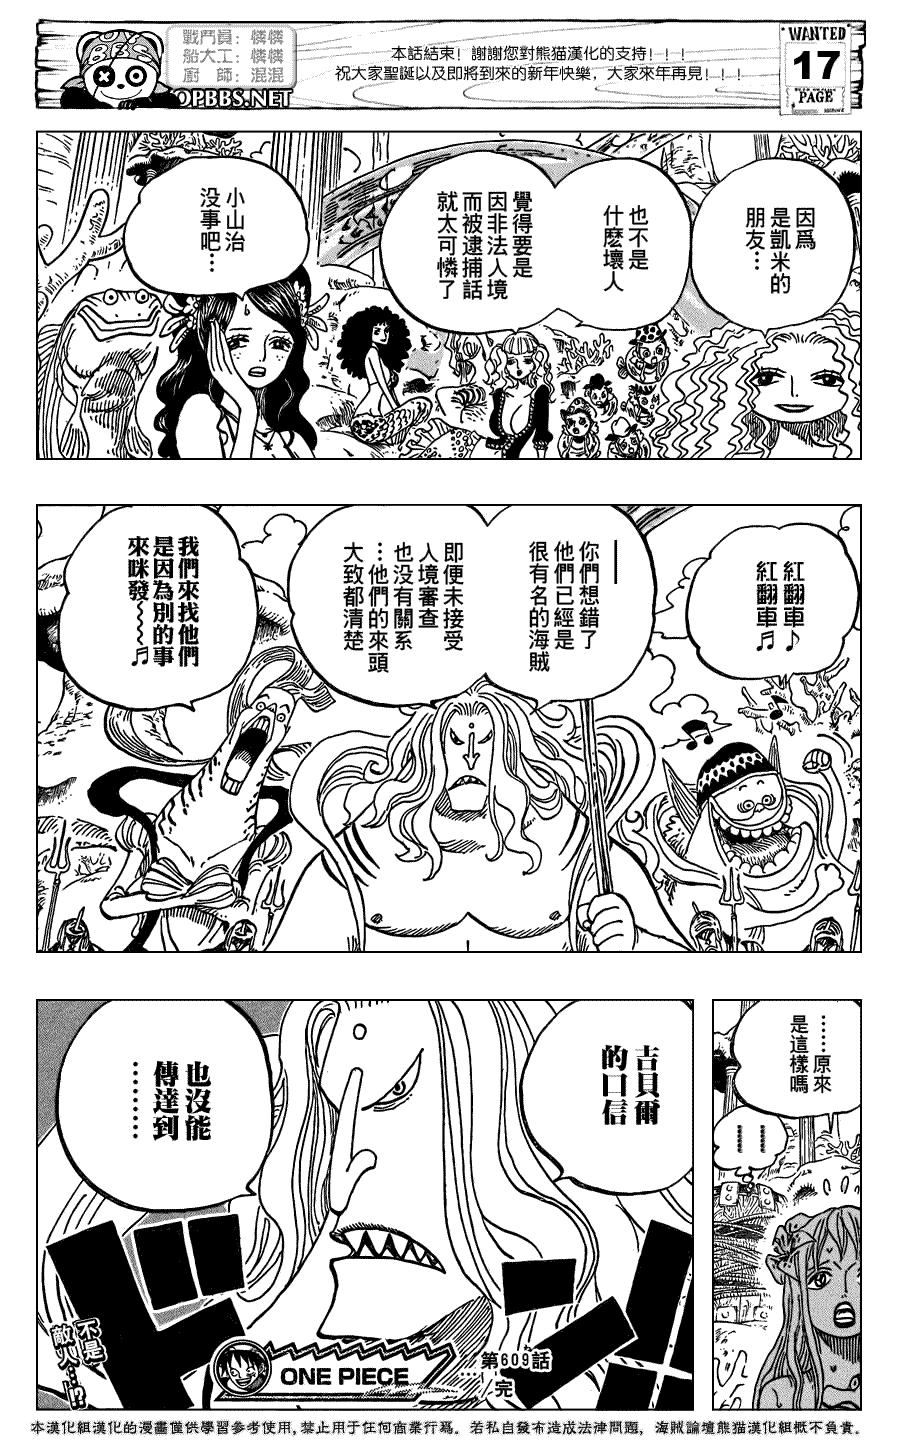 戰鬥員：憐憐
船大工：憐憐
廚　師：混混
OPBBS.NET
本話結束！謝謝您對熊猫漢化的支持！！！
祝大家聖誕以及即將到來的新年快樂，大家來年再見！！！
WANTED
17
PAGE
因爲
是凱米的
朋友…
也不是
什麽壞人
覺得要是
因非法入境
而被逮捕話
就太可憐了
小山治
没事吧…
紅翻車♪
紅翻車♬
你們想錯了
他們已經是
很有名的海賊
即便未接受
入境審查
也没有關系
…他們的來頭
大致都清楚
我們來找他們
是因為別的事
來咪發～～～♬
……原來
是這樣嗎
吉貝爾
的口信
也沒能
傳達到
………
不是
敵人…!?
ONE PIECE
第609話
／完
本漢化組漢化的漫畫僅供學習參考使用,禁止用于任何商業行爲。若私自發布造成法律問題，海賊論壇熊猫漢化組概不負責。